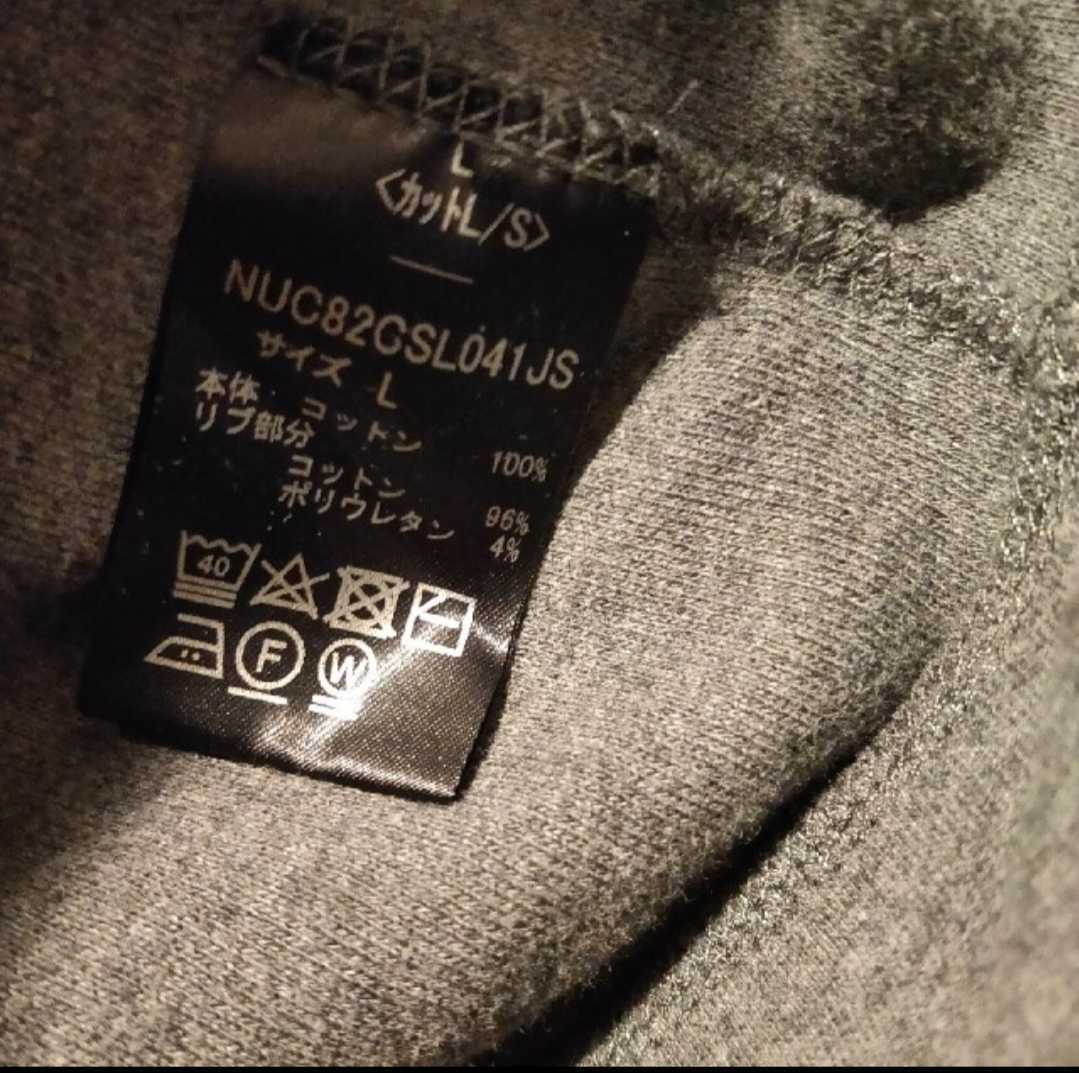 L
〈カットL/S〉
NUC82CSL041JS
サイズ L
本体 コットン 100%
リブ部分
コットン 96%
ポリウレタン 4%
40
F
W